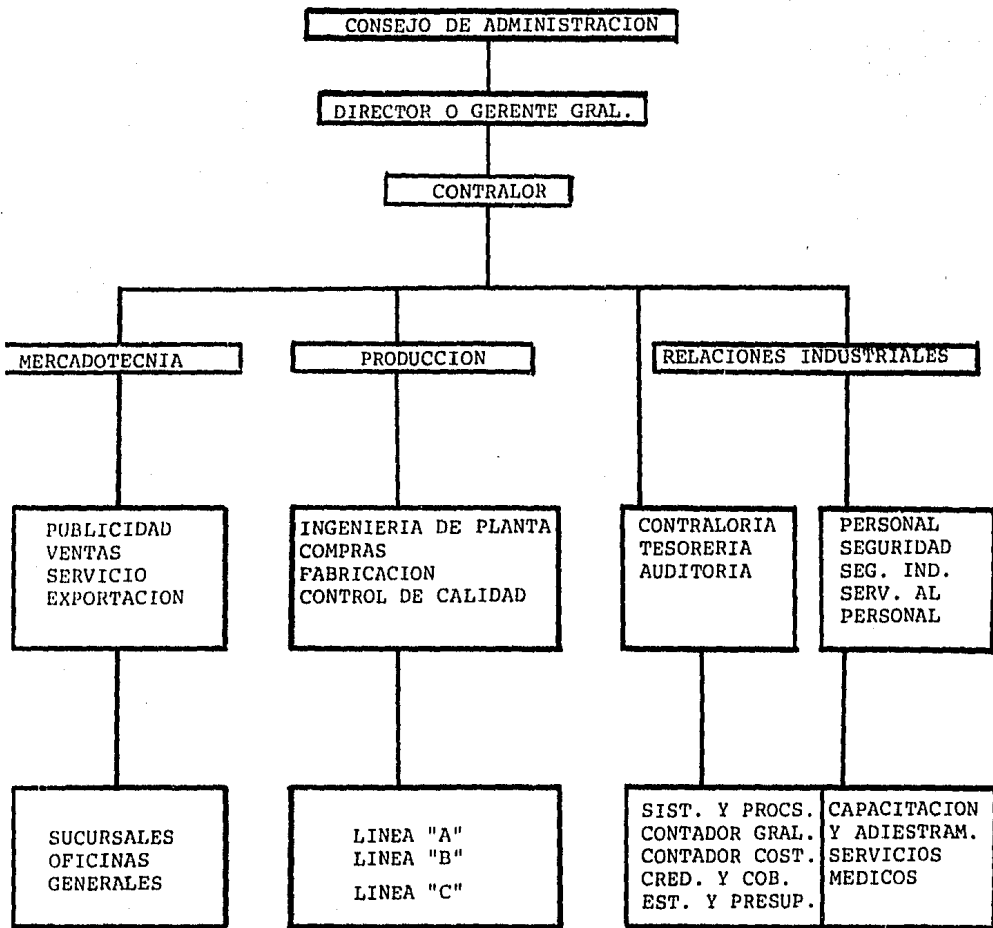 CONSEJO DE ADMINISTRACION
DIRECTOR O GERENTE GRAL.
CONTRALOR
MERCADOTECNIA
PRODUCCION
RELACIONES INDUSTRIALES
PUBLICIDAD
VENTAS
SERVICIO
EXPORTACION
INGENIERIA DE PLANTA
COMPRAS
FABRICACION
CONTROL DE CALIDAD
CONTRALORIA
TESORERIA
AUDITORIA
PERSONAL
SEGURIDAD
SEG. IND.
SERV. AL
PERSONAL
SUCURSALES
OFICINAS
GENERALES
LINEA "A"
LINEA "B"
LINEA "C"
SIST. Y PROCS.
CONTADOR GRAL.
CONTADOR COST.
CRED. Y COB.
EST. Y PRESUP.
CAPACITACION
Y ADIESTRAM.
SERVICIOS
MEDICOS